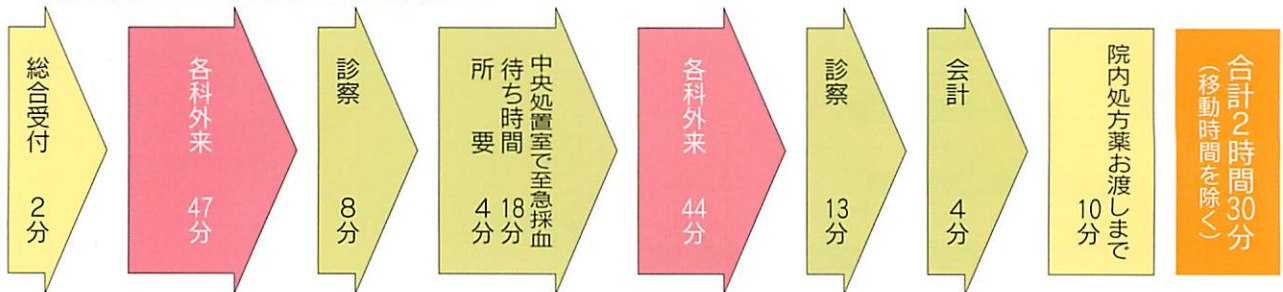 総合受付 2分
各科外来 47分
診察 8分
中央処置室で至急採血
待ち時間 18分
所要 4分
各科外来 44分
診察 13分
会計 4分
院内処方薬お渡しまで
10分
合計2時間30分
(移動時間を除く)